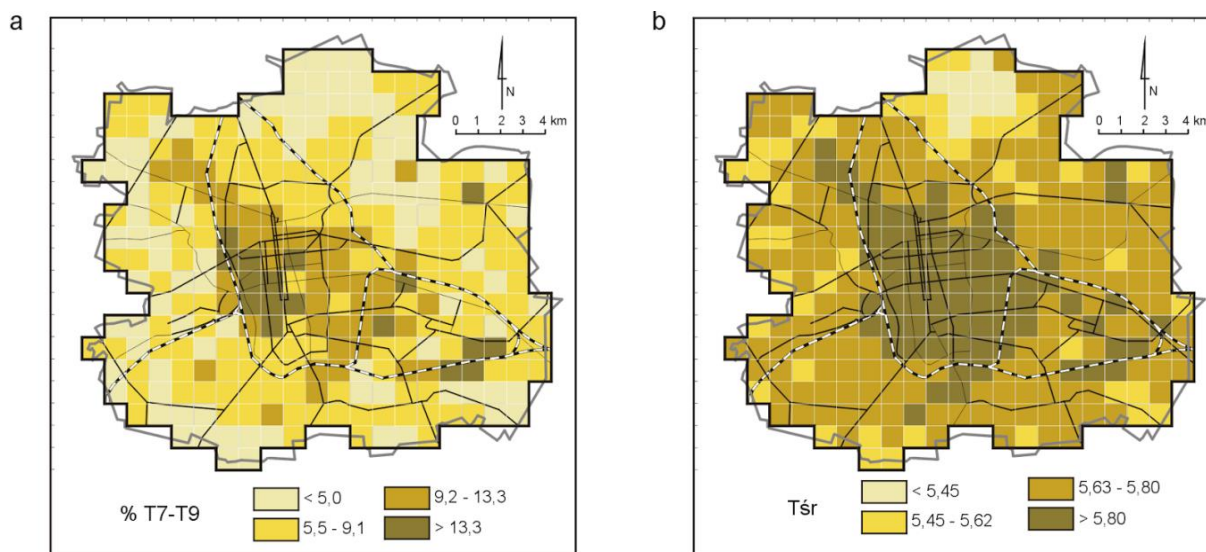 a
N
0 1 2 3 4 km
% T7-T9
< 5,0
5,5 - 9,1
9,2 - 13,3
> 13,3
b
N
0 1 2 3 4 km
Tśr
< 5,45
5,45 - 5,62
5,63 - 5,80
> 5,80